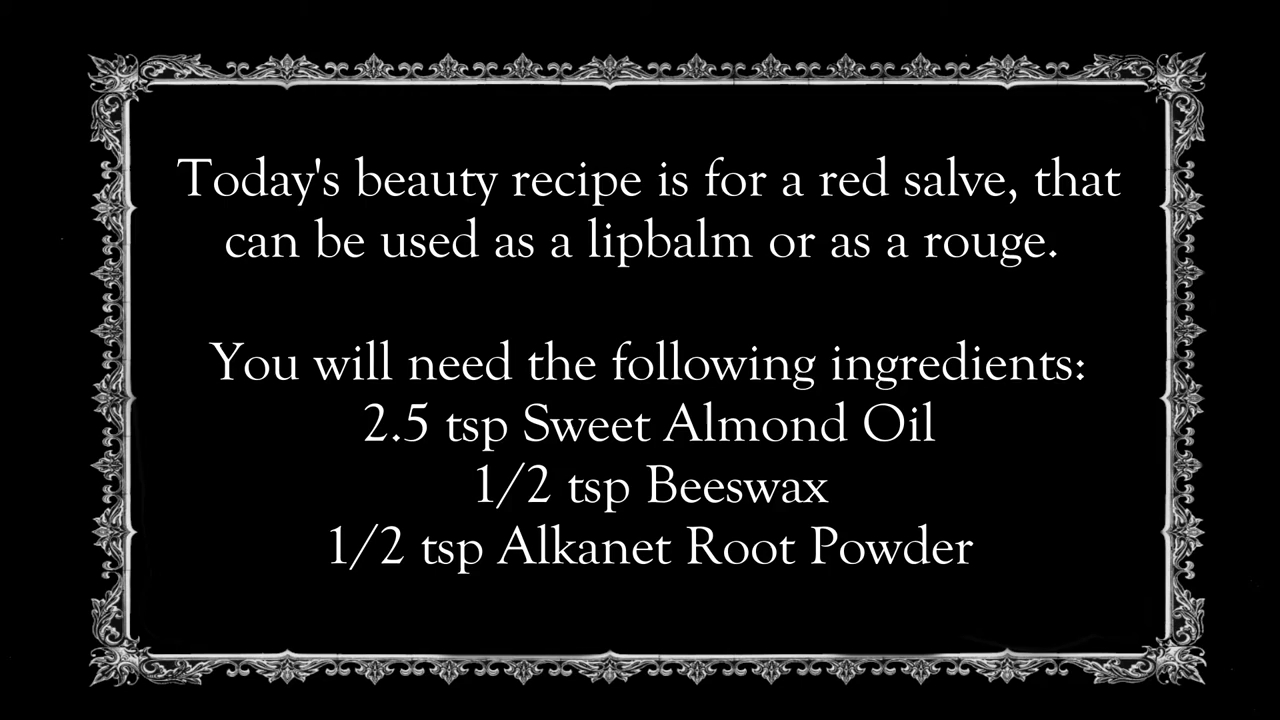 Today's beauty recipe is for a red salve, that
can be used as a lipbalm or as a rouge.
You will need the following ingredients:
2.5 tsp Sweet Almond Oil
1/2 tsp Beeswax
1/2 tsp Alkanet Root Powder